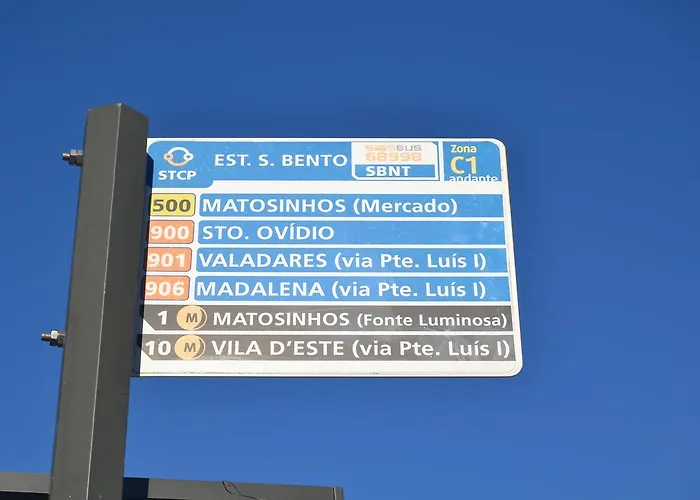 STCP
EST. S. BENTO
SMSBUS
68998
SBNT
Zona
C1
andante
500 MATOSINHOS (Mercado)
900 STO. OVÍDIO
901 VALADARES (via Pte. Luís I)
906 MADALENA (via Pte. Luís I)
1 M MATOSINHOS (Fonte Luminosa)
10 M VILA D'ESTE (via Pte. Luís I)